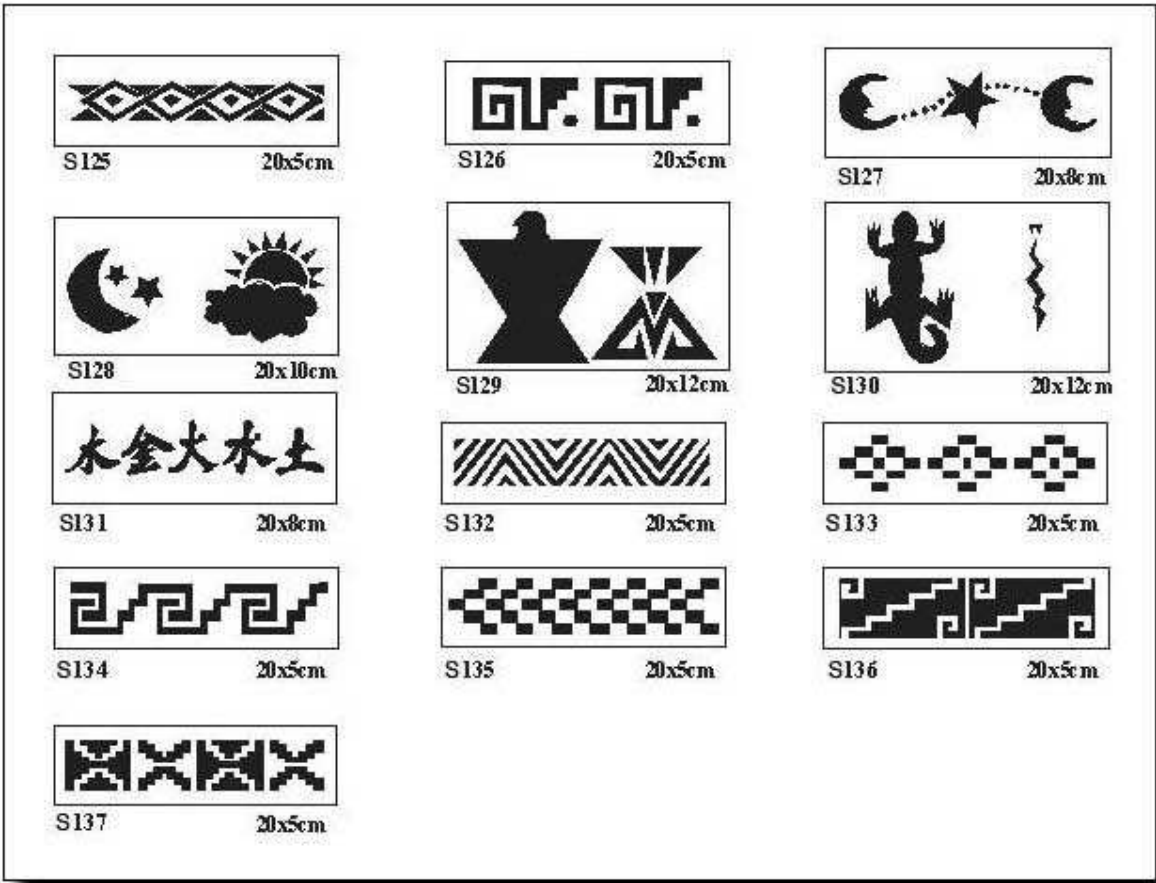 S125 20x5cm
S126 20x5cm
S127 20x8cm
S128 20x10cm
S129 20x12cm
S130 20x12cm
木金火水土
S131 20x8cm
S132 20x5cm
S133 20x5cm
S134 20x5cm
S135 20x5cm
S136 20x5cm
S137 20x5cm